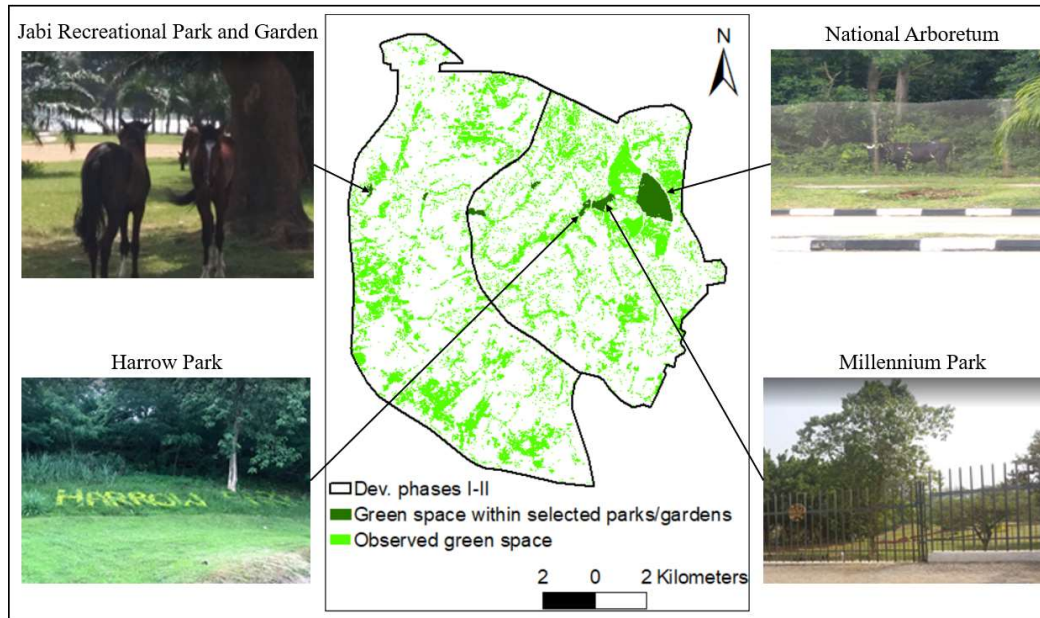 Jabi Recreational Park and Garden
National Arboretum
N
Harrow Park
HARROW
Millennium Park
Dev. phases I-II
Green space within selected parks/gardens
Observed green space
2 0 2 Kilometers